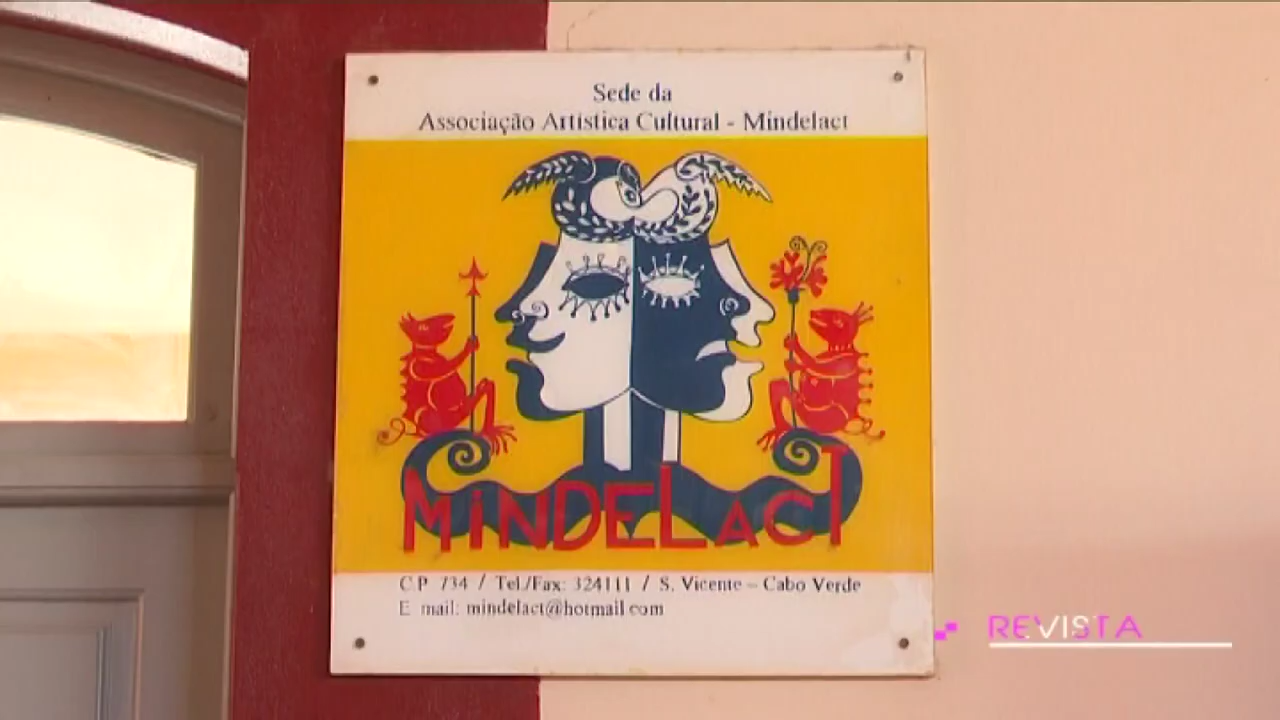 Sede da
Associação Artística Cultural - Mindelact
MiNDELACT
C.P 734 / Tel./Fax: 324111 / S. Vicente - Cabo Verde
E mail: mindelact@hotmail.com
REVISTA